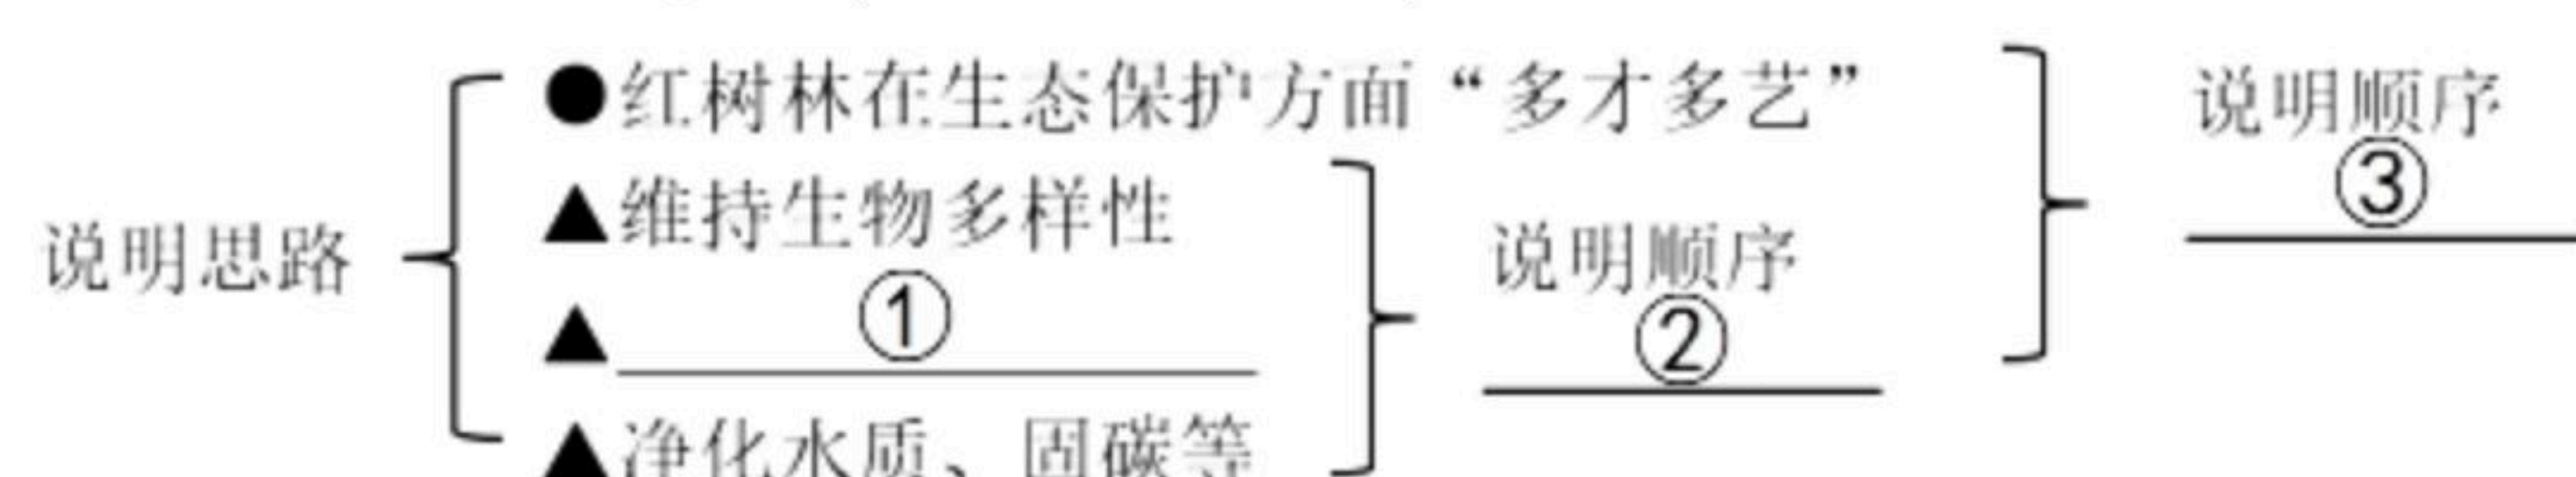 ●红树林在生态保护方面“多才多艺”
说明顺序
③
▲维持生物多样性
说明思路
▲①
说明顺序
②
▲净化水质、固碳等